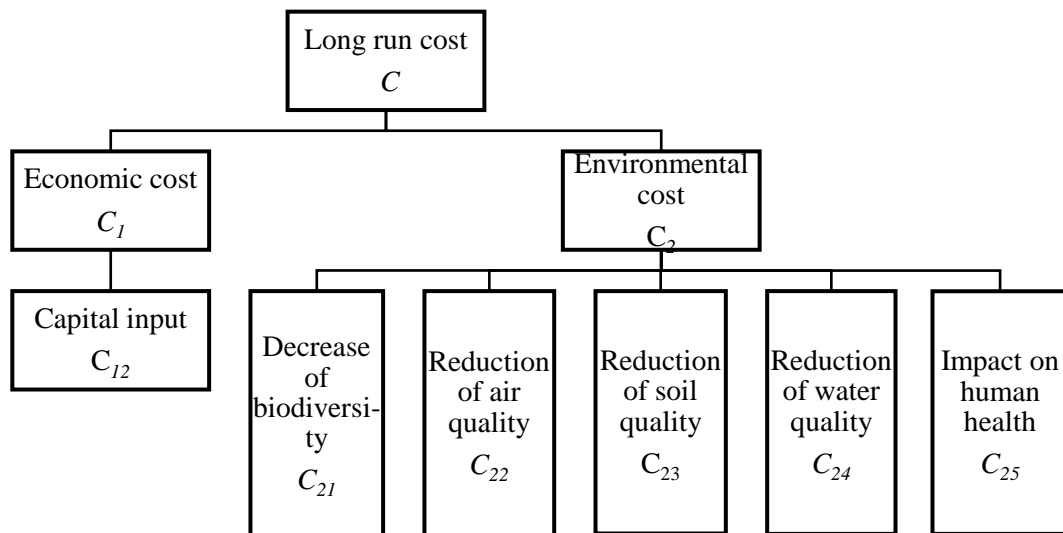 Long run cost
C
Economic cost
C₁
Environmental
cost
C₂
Capital input
C₁₂
Decrease
of
biodiversi-
ty
C₂₁
Reduction
of air
quality
C₂₂
Reduction
of soil
quality
C₂₃
Reduction
of water
quality
C₂₄
Impact on
human
health
C₂₅